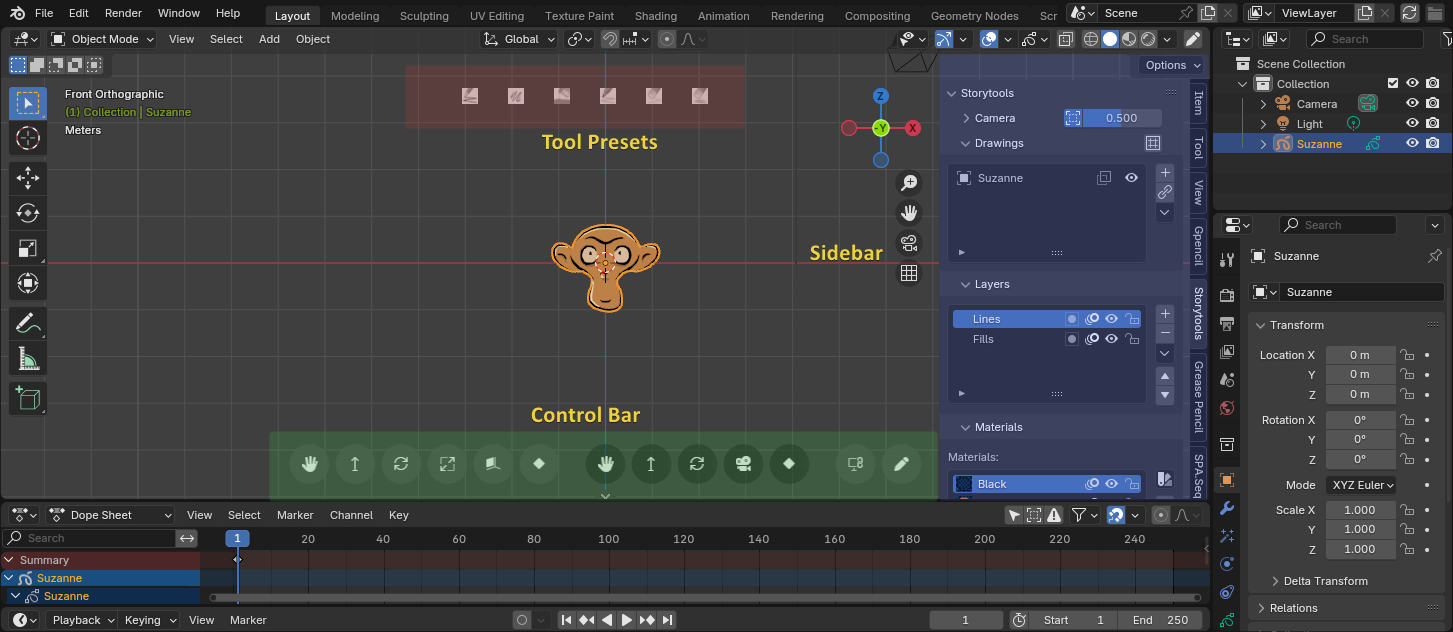 File Edit Render Window Help Layout Modeling Sculpting UV Editing Texture Paint Shading Animation Rendering Compositing Geometry Nodes Scr Scene ViewLayer
Object Mode View Select Add Object Global
Search
Options
Front Orthographic
(1) Collection | Suzanne
Meters
Tool Presets
Z
-Y
X
Sidebar
Control Bar
Storytools
Camera 0.500
Drawings
Suzanne
Layers
Lines
Fills
Materials
Materials:
Black
Item
Tool
View
Gpencil
Storytools
Grease Pencil
SPA.Seq
Scene Collection
Collection
Camera
Light
Suzanne
Search
Suzanne
Suzanne
Transform
Location X 0 m
Y 0 m
Z 0 m
Rotation X 0°
Y 0°
Z 0°
Mode XYZ Euler
Scale X 1.000
Y 1.000
Z 1.000
Delta Transform
Relations
Dope Sheet View Select Marker Channel Key
Search 1 20 40 60 80 100 120 140 160 180 200 220 240
Summary
Suzanne
Suzanne
Playback Keying View Marker 1 Start 1 End 250